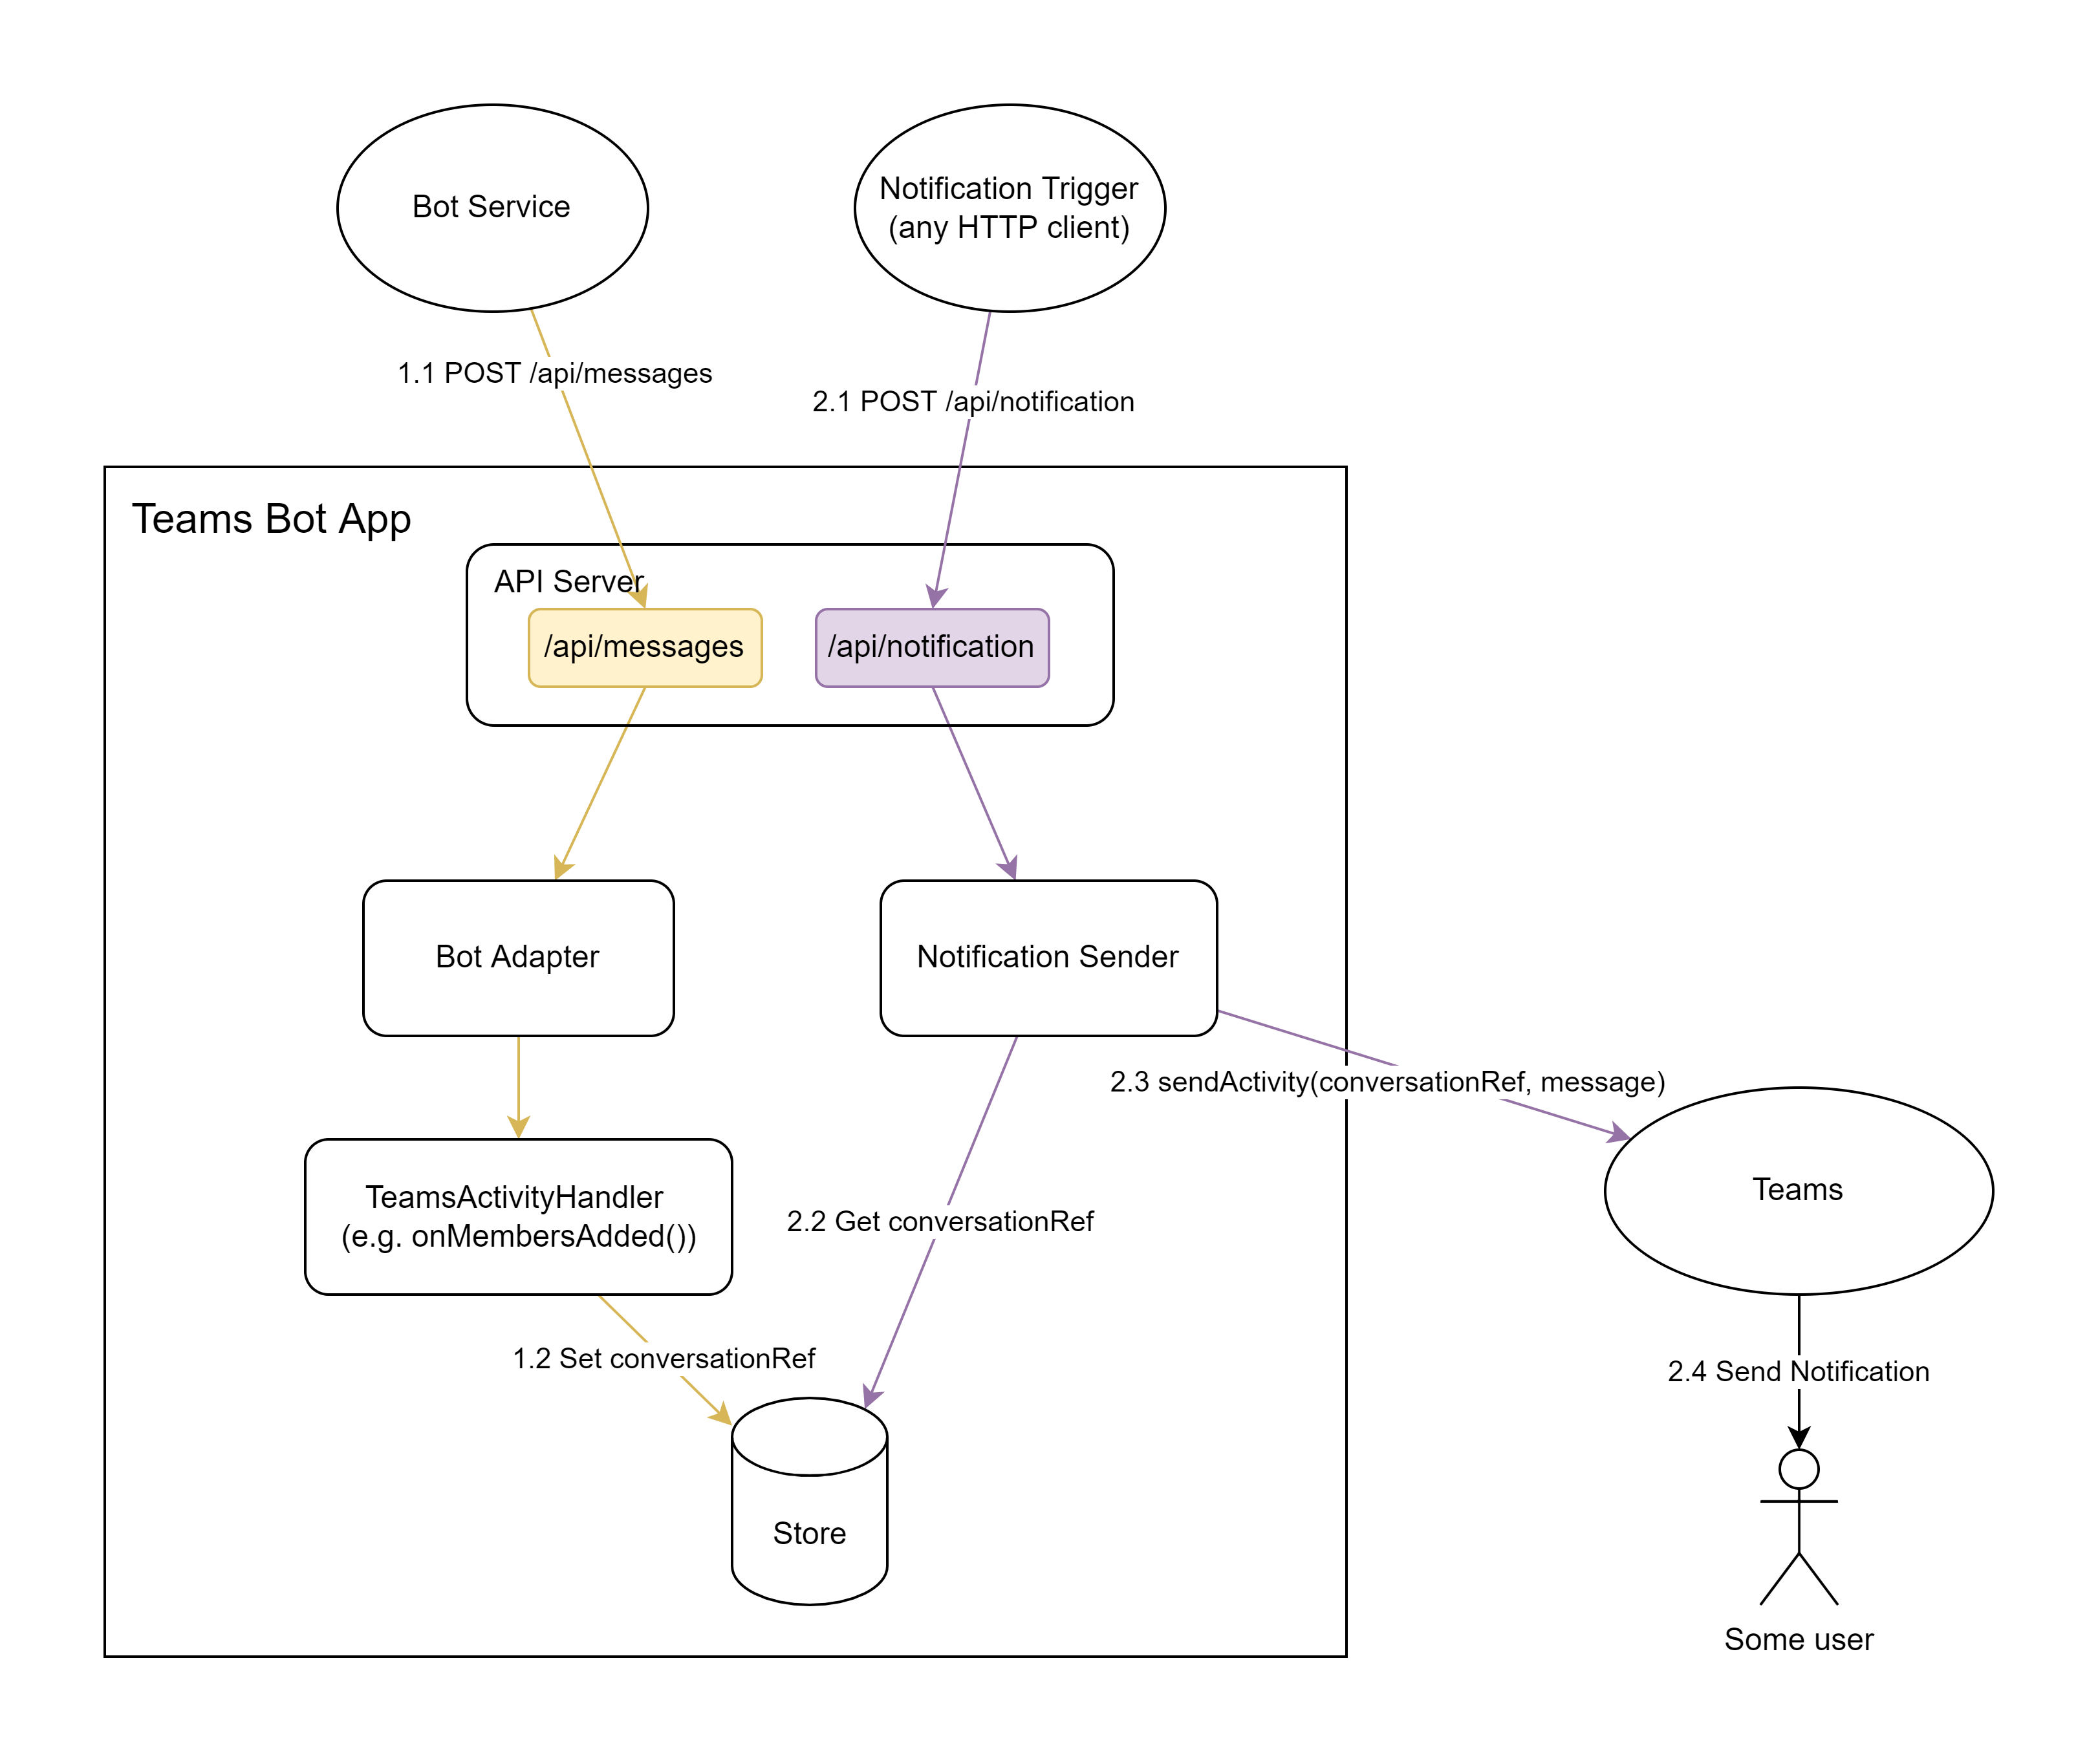 Bot Service
Notification Trigger
(any HTTP client)
1.1 POST /api/messages
2.1 POST /api/notification
Teams Bot App
API Server
/api/messages
/api/notification
Bot Adapter
Notification Sender
2.3 sendActivity(conversationRef, message)
TeamsActivityHandler
(e.g. onMembersAdded())
2.2 Get conversationRef
Teams
1.2 Set conversationRef
2.4 Send Notification
Store
Some user